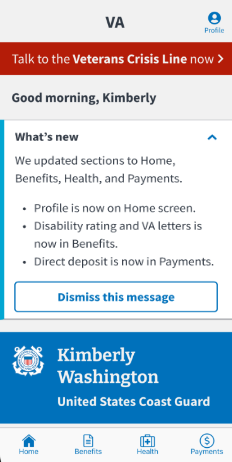 VA
Profile
Talk to the Veterans Crisis Line now
Good morning, Kimberly
What's new
We updated sections to Home,
Benefits, Health, and Payments.
• Profile is now on Home screen.
• Disability rating and VA letters is
now in Benefits.
• Direct deposit is now in Payments.
Dismiss this message
Kimberly
Washington
United States Coast Guard
Home
Benefits
Health
Payments